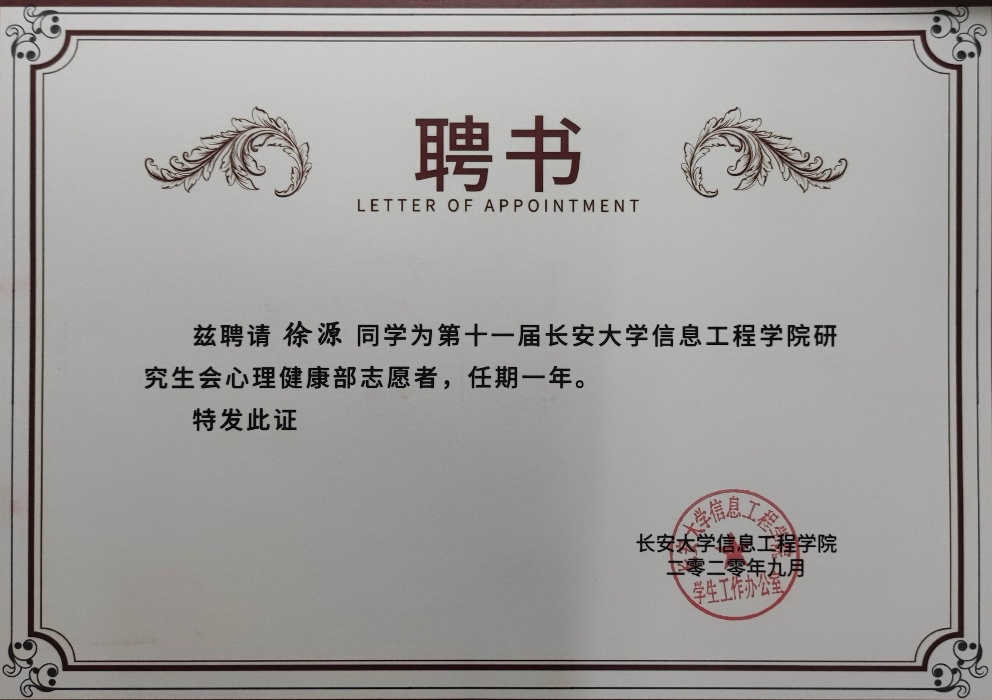 聘书
LETTER OF APPOINTMENT
兹聘请 徐源 同学为第十一届长安大学信息工程学院研
究生会心理健康部志愿者，任期一年。
特发此证
长安大学信息工程学院
二零二零年九月
长安大学信息工程学院
学生工作办公室